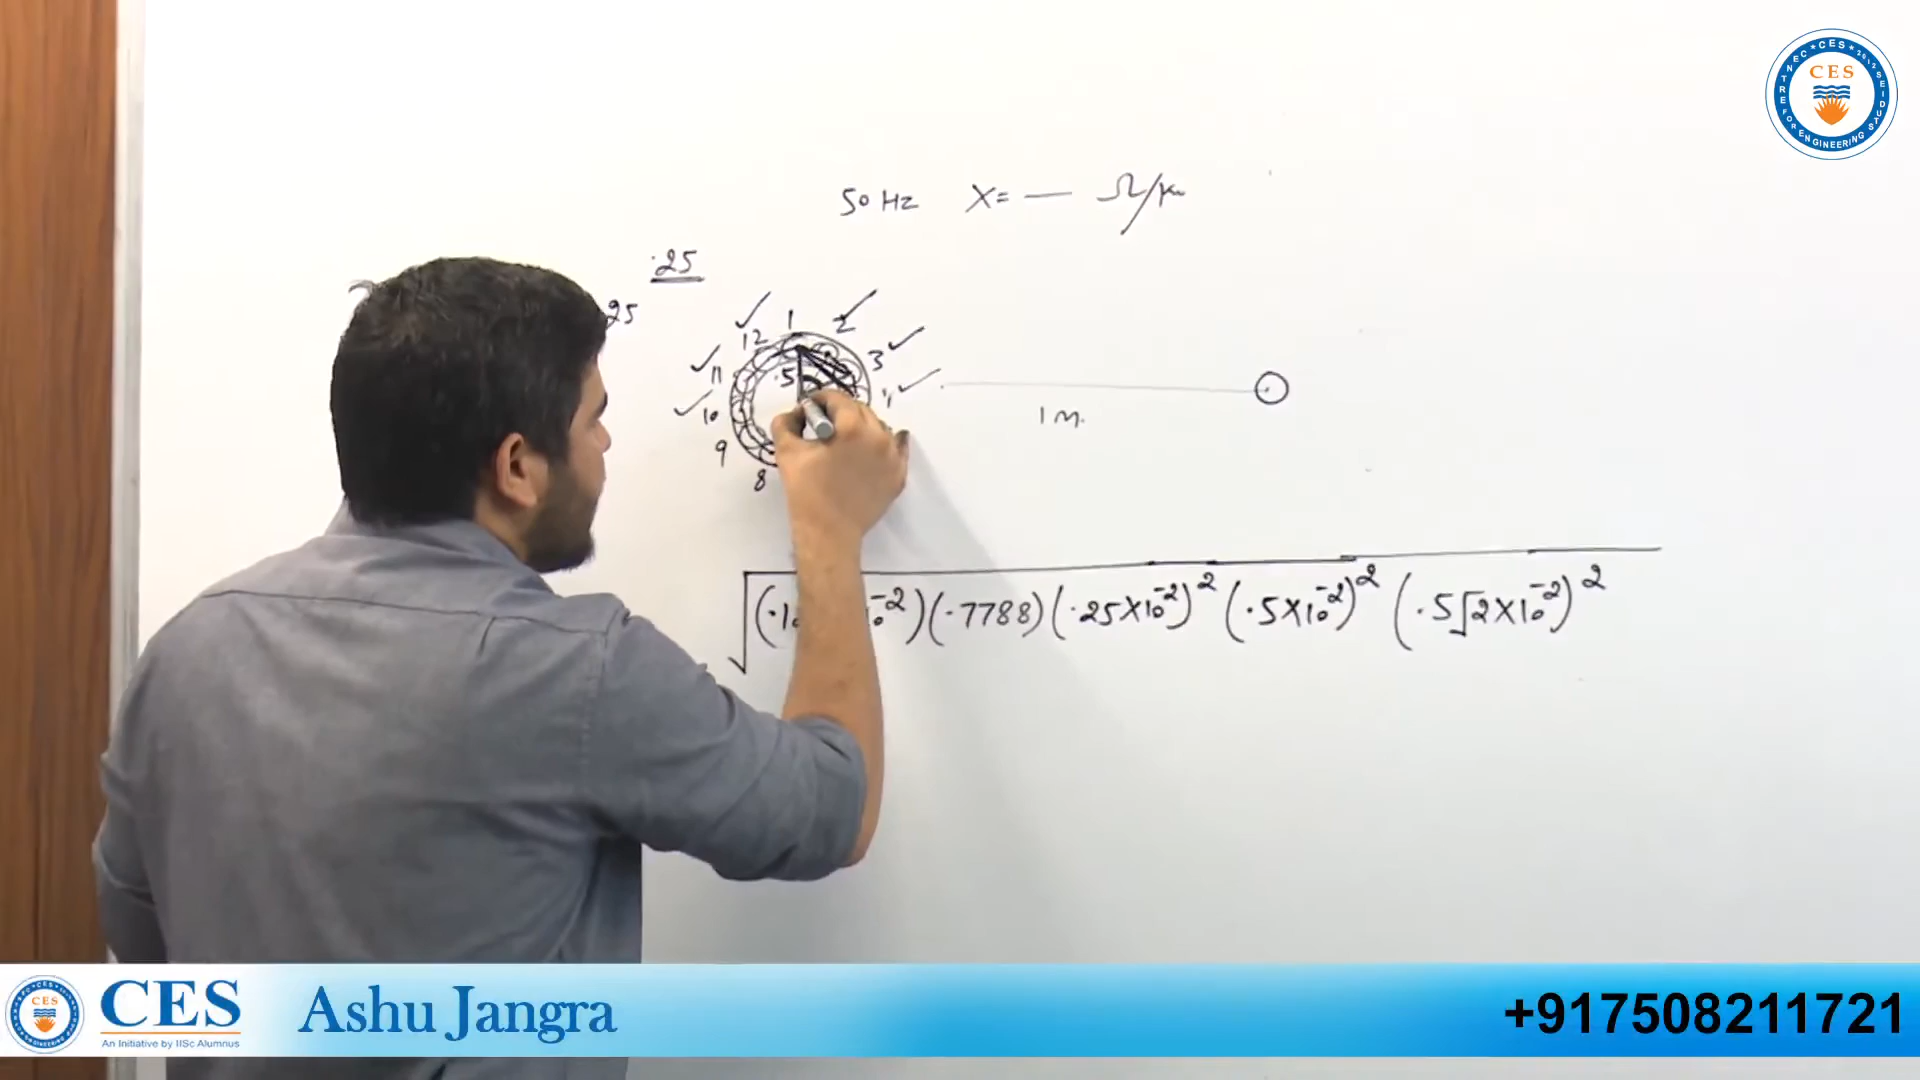 CES
50 Hz X= — Ω/km
.25
25
1
2
12
3
11
.5
10
9
8
1 m.
(.7788) (.25×10⁻²)² (.5×10⁻²)² (.5√2×10⁻²)²
CES
CES
An Initiative by IISc Alumnus
Ashu Jangra
+917508211721